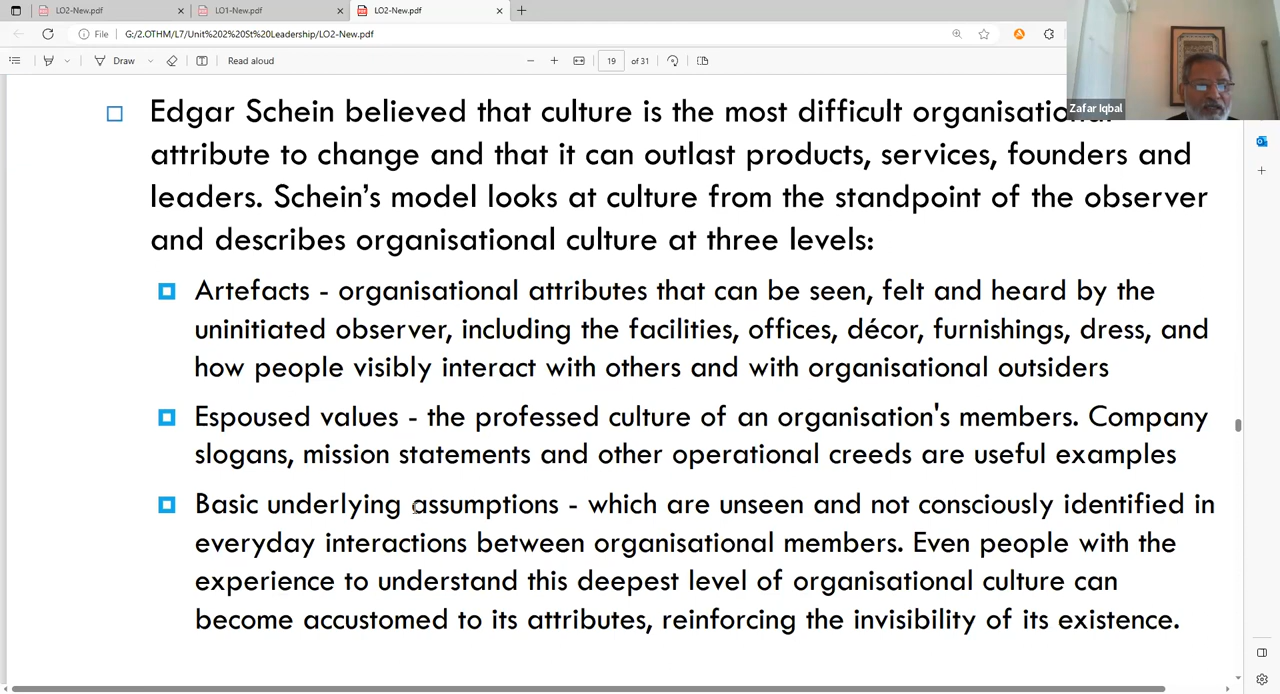 LO2-New.pdf
LO1-New.pdf
LO2-New.pdf
File
G:/2.OTHM/L7/Unit%202%20St%20Leadership/LO2-New.pdf
Draw
Read aloud
19 of 31
Zafar Iqbal
Edgar Schein believed that culture is the most difficult organisational
attribute to change and that it can outlast products, services, founders and
leaders. Schein’s model looks at culture from the standpoint of the observer
and describes organisational culture at three levels:
Artefacts - organisational attributes that can be seen, felt and heard by the
uninitiated observer, including the facilities, offices, décor, furnishings, dress, and
how people visibly interact with others and with organisational outsiders
Espoused values - the professed culture of an organisation's members. Company
slogans, mission statements and other operational creeds are useful examples
Basic underlying assumptions - which are unseen and not consciously identified in
everyday interactions between organisational members. Even people with the
experience to understand this deepest level of organisational culture can
become accustomed to its attributes, reinforcing the invisibility of its existence.